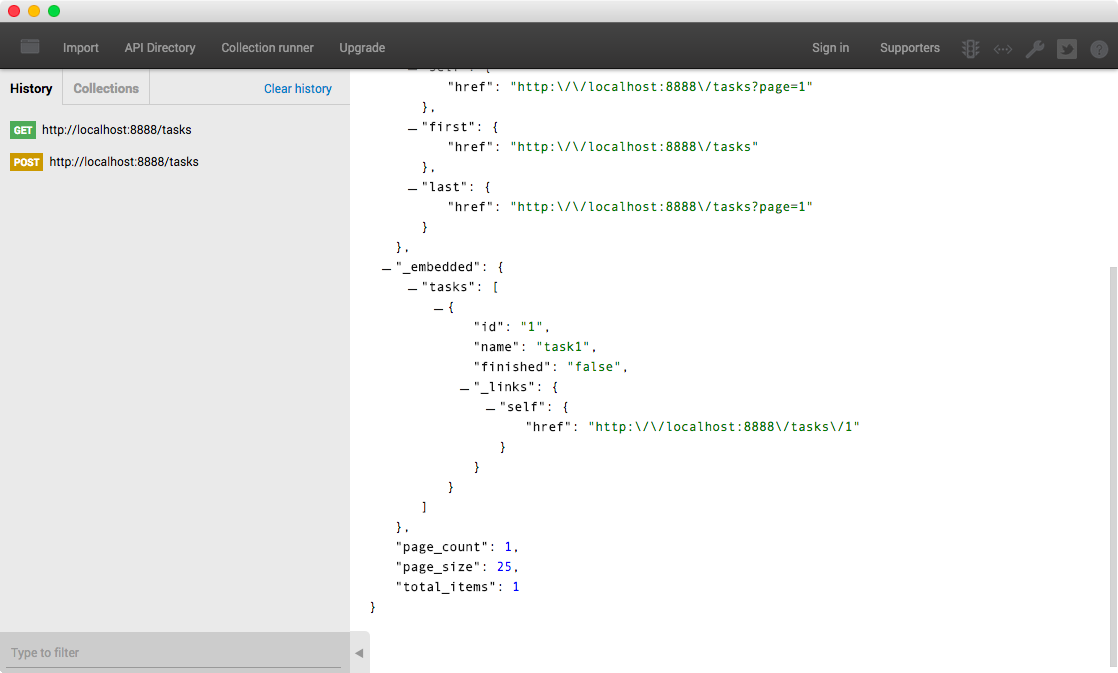 Import API Directory Collection runner Upgrade Sign in Supporters
History Collections Clear history
GET http://localhost:8888/tasks
POST http://localhost:8888/tasks
Type to filter
"self": {
"href": "http:\/\/localhost:8888\/tasks?page=1"
},
"first": {
"href": "http:\/\/localhost:8888\/tasks"
},
"last": {
"href": "http:\/\/localhost:8888\/tasks?page=1"
}
},
"_embedded": {
"tasks": [
{
"id": "1",
"name": "task1",
"finished": "false",
"_links": {
"self": {
"href": "http:\/\/localhost:8888\/tasks\/1"
}
}
}
]
},
"page_count": 1,
"page_size": 25,
"total_items": 1
}